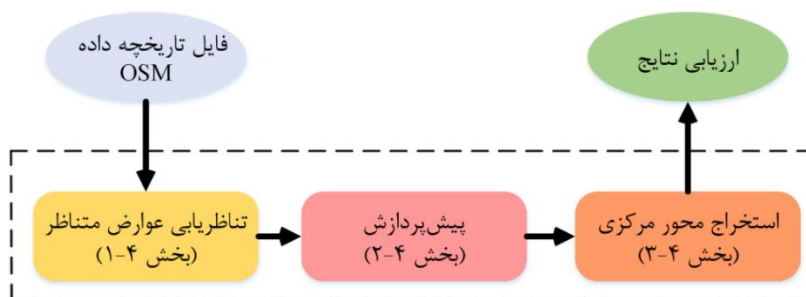 فایل تاریخچه داده
OSM
تناظریابی عوارض متناظر
(بخش ۴-۱)
پیش‌پردازش
(بخش ۴-۲)
استخراج محور مرکزی
(بخش ۴-۳)
ارزیابی نتایج